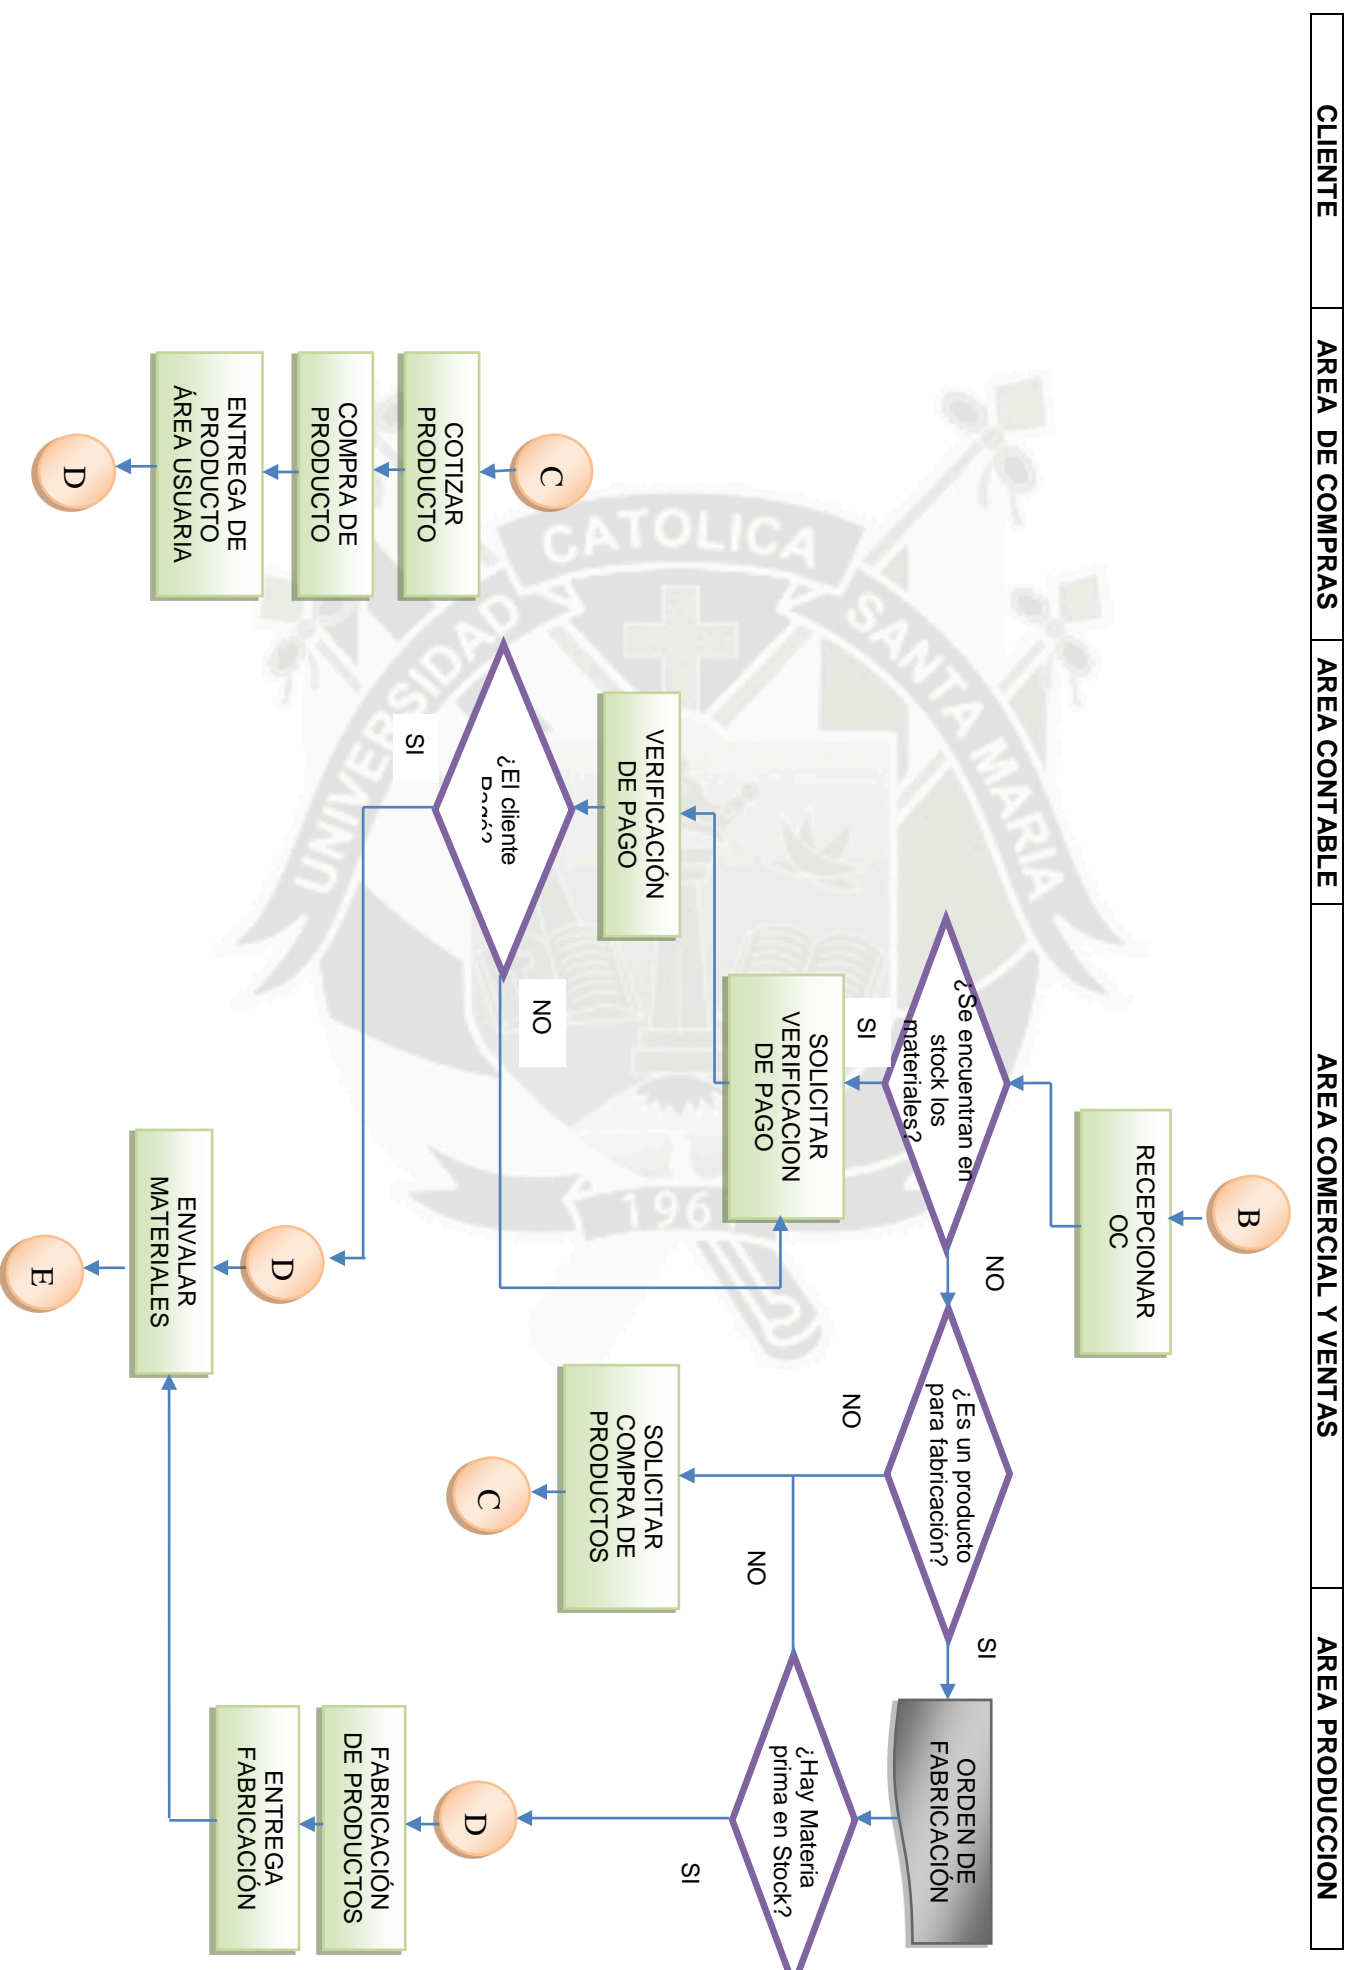 CLIENTE
AREA DE COMPRAS
AREA CONTABLE
AREA COMERCIAL Y VENTAS
AREA PRODUCCION
B
RECEPCIONAR
OC
¿Se encuentran en
stock los
materiales?
NO
SI
¿Es un producto
para fabricación?
SI
NO
ORDEN DE
FABRICACIÓN
¿Hay Materia
prima en Stock?
NO
SI
SOLICITAR
VERIFICACION
DE PAGO
VERIFICACIÓN
DE PAGO
¿El cliente
Pagó?
NO
SI
SOLICITAR
COMPRA DE
PRODUCTOS
C
C
COTIZAR
PRODUCTO
COMPRA DE
PRODUCTO
ENTREGA DE
PRODUCTO
ÁREA USUARIA
D
D
ENVALAR
MATERIALES
E
D
FABRICACIÓN
DE PRODUCTOS
ENTREGA
FABRICACIÓN
UNIVERSIDAD CATOLICA SANTA MARIA
196